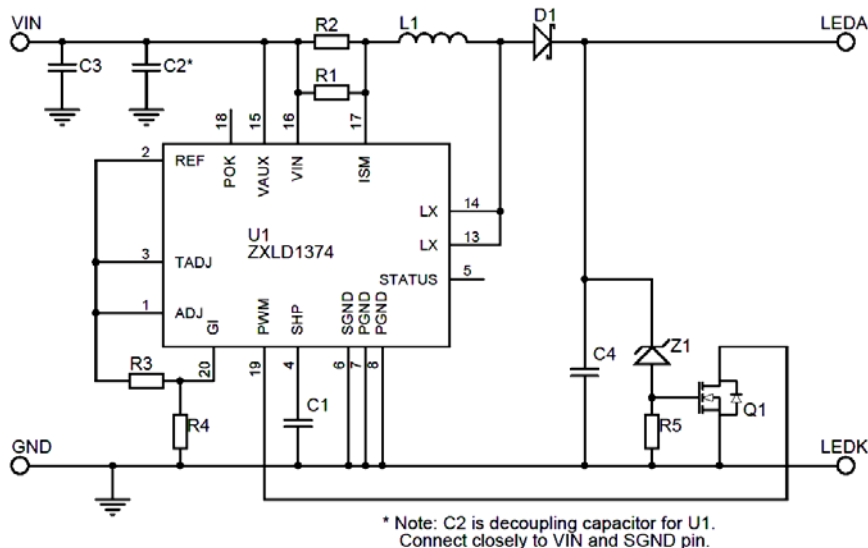 VIN
R2
L1
D1
LEDA
C3
C2*
R1
18
15
16
17
2
REF
POK
VAUX
VIN
ISM
LX
14
U1
ZXLD1374
LX
13
3
TADJ
STATUS
5
1
ADJ
GI
PWM
SHP
SGND
PGND
PGND
Z1
C4
R3
20
19
4
6
7
8
Q1
R4
C1
R5
GND
LEDK
* Note: C2 is decoupling capacitor for U1.
Connect closely to VIN and SGND pin.